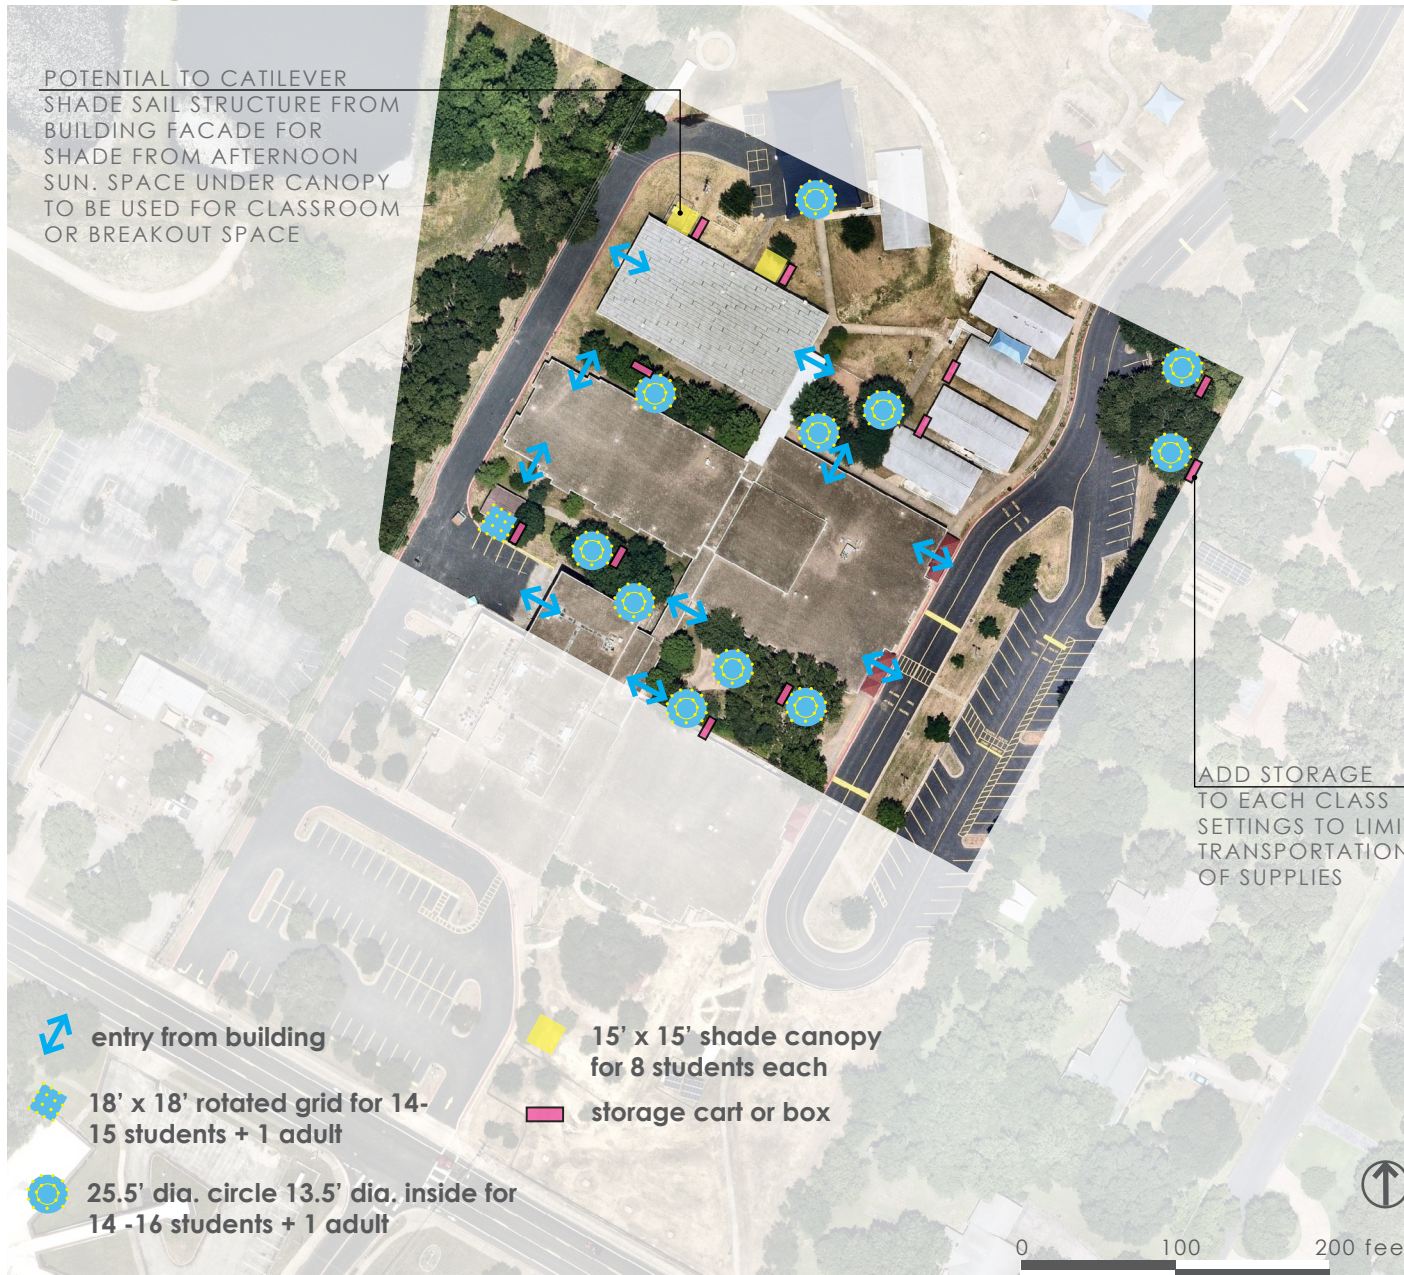 POTENTIAL TO CATILEVER
SHADE SAIL STRUCTURE FROM
BUILDING FACADE FOR
SHADE FROM AFTERNOON
SUN. SPACE UNDER CANOPY
TO BE USED FOR CLASSROOM
OR BREAKOUT SPACE
ADD STORAGE
TO EACH CLASS
SETTINGS TO LIMI
TRANSPORTATION
OF SUPPLIES
entry from building
18’ x 18’ rotated grid for 14-
15 students + 1 adult
25.5’ dia. circle 13.5’ dia. inside for
14 -16 students + 1 adult
15’ x 15’ shade canopy
for 8 students each
storage cart or box
0 100 200 fee